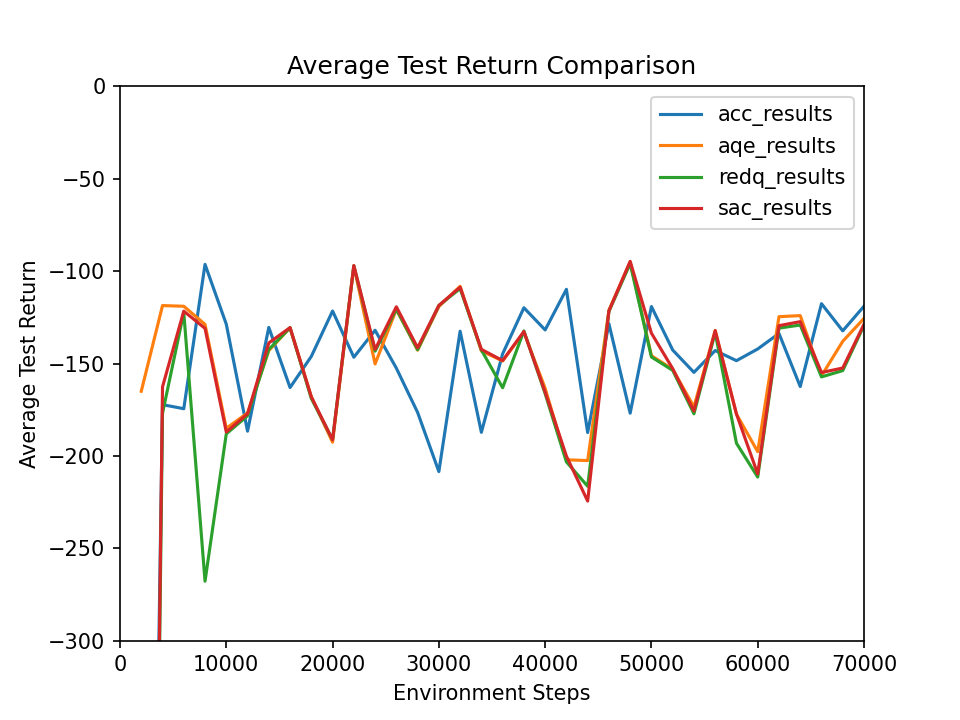 Average Test Return Comparison
Average Test Return
0
−50
−100
−150
−200
−250
−300
acc_results
aqe_results
redq_results
sac_results
0 10000 20000 30000 40000 50000 60000 70000
Environment Steps